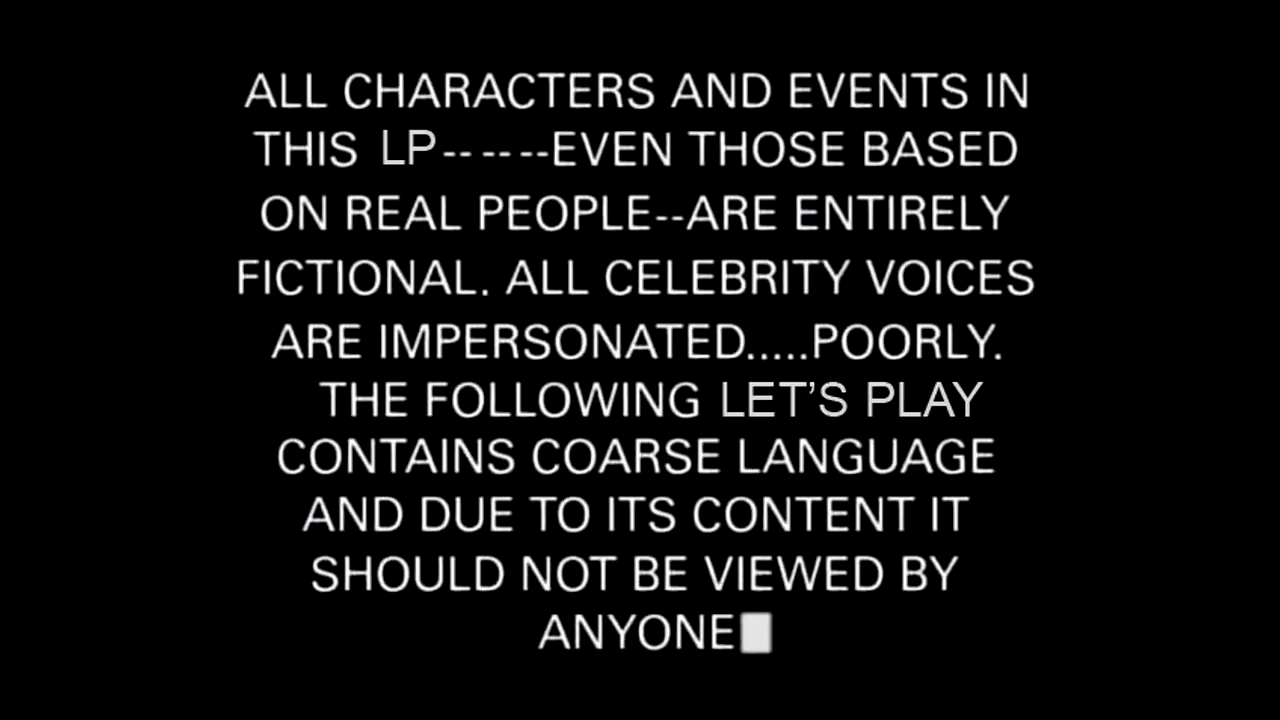 ALL CHARACTERS AND EVENTS IN
THIS LP-- -- --EVEN THOSE BASED
ON REAL PEOPLE--ARE ENTIRELY
FICTIONAL. ALL CELEBRITY VOICES
ARE IMPERSONATED.....POORLY.
THE FOLLOWING LET’S PLAY
CONTAINS COARSE LANGUAGE
AND DUE TO ITS CONTENT IT
SHOULD NOT BE VIEWED BY
ANYONE